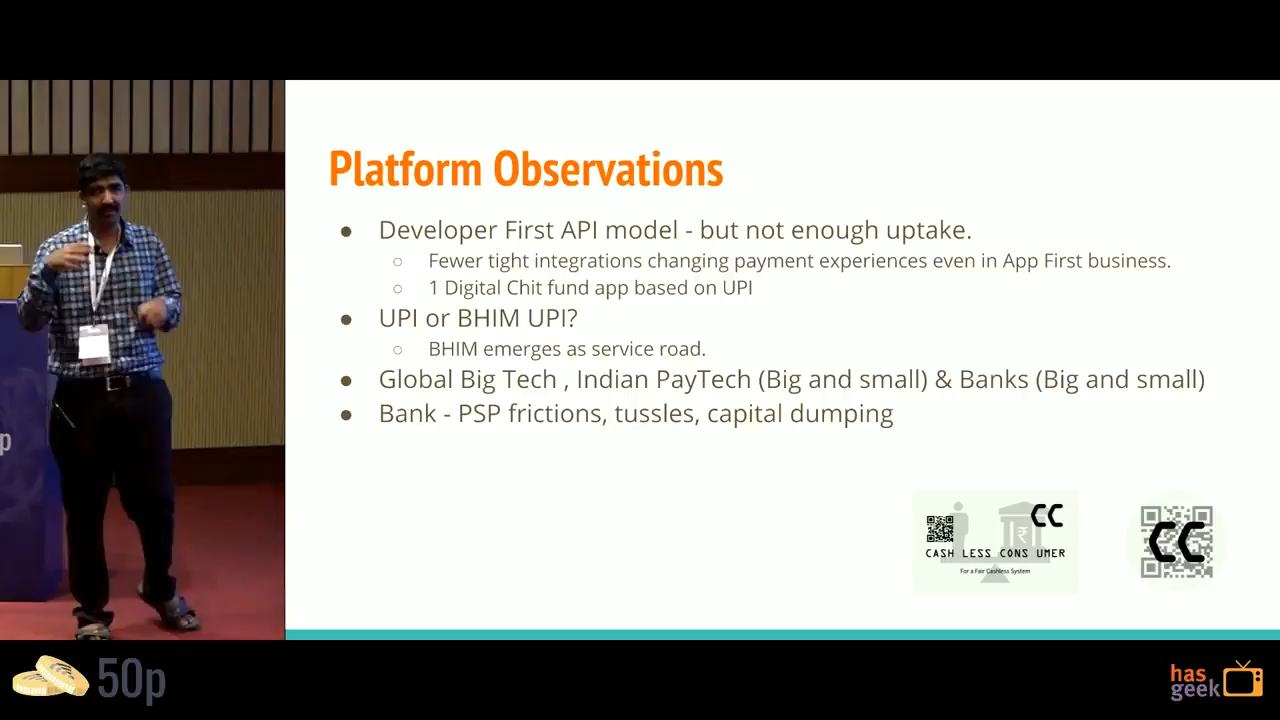 Platform Observations
● Developer First API model - but not enough uptake.
○ Fewer tight integrations changing payment experiences even in App First business.
○ 1 Digital Chit fund app based on UPI
● UPI or BHIM UPI?
○ BHIM emerges as service road.
● Global Big Tech , Indian PayTech (Big and small) & Banks (Big and small)
● Bank - PSP frictions, tussles, capital dumping
CC
CASH LESS CONS UMER
For a Fair Cashless System
CC
p
50p
has
geek